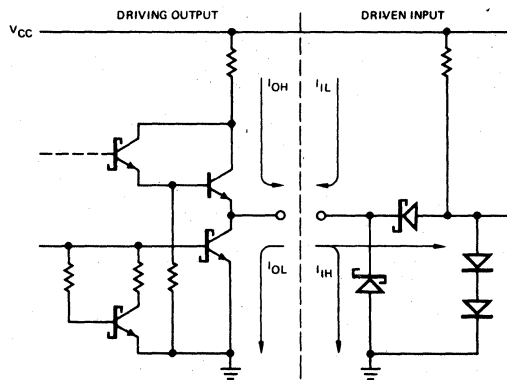 DRIVING OUTPUT
DRIVEN INPUT
VCC
IOH
IIL
IOL
IIH